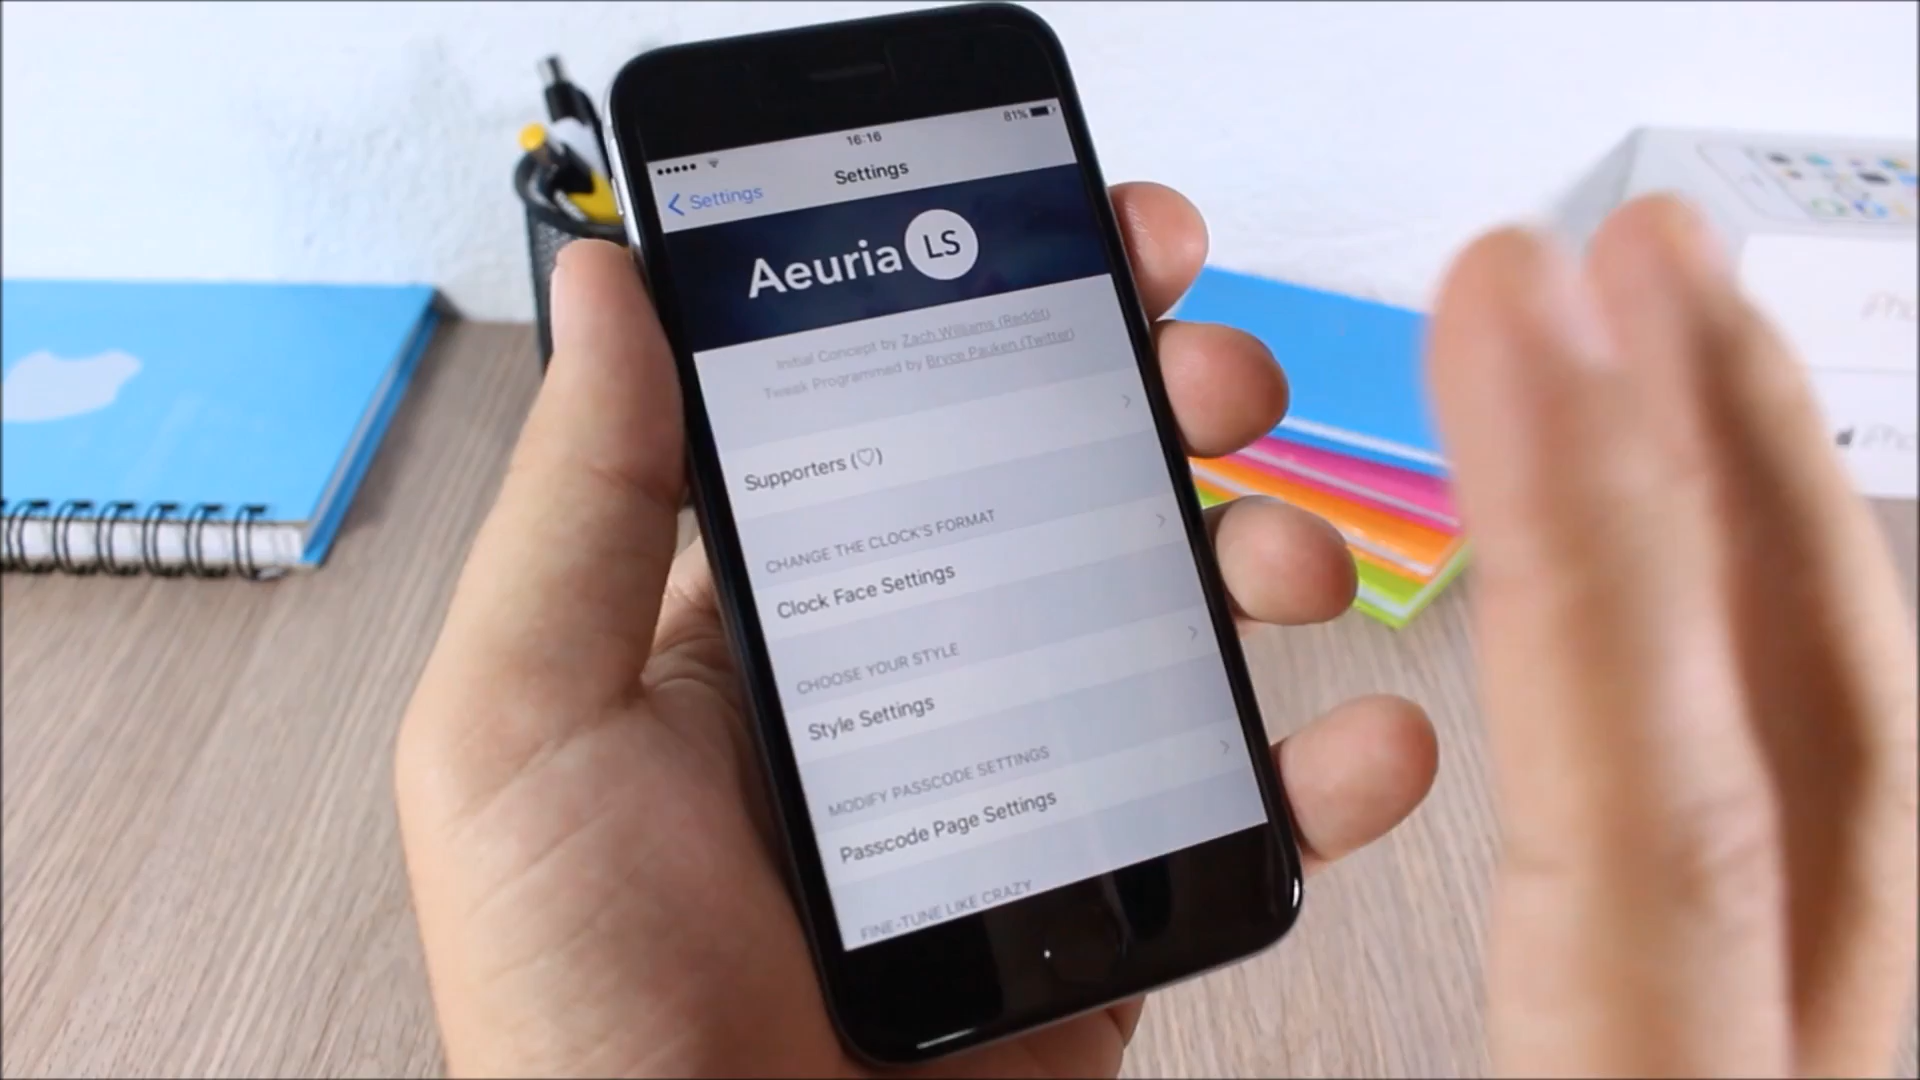 81%
16:16
Settings
Settings
Aeuria LS
Initial Concept by Zach Williams (Reddit)
Tweak Programmed by Bryce Pauken (Twitter)
Supporters (♡)
CHANGE THE CLOCK'S FORMAT
Clock Face Settings
CHOOSE YOUR STYLE
Style Settings
MODIFY PASSCODE SETTINGS
Passcode Page Settings
FINE-TUNE LIKE CRAZY